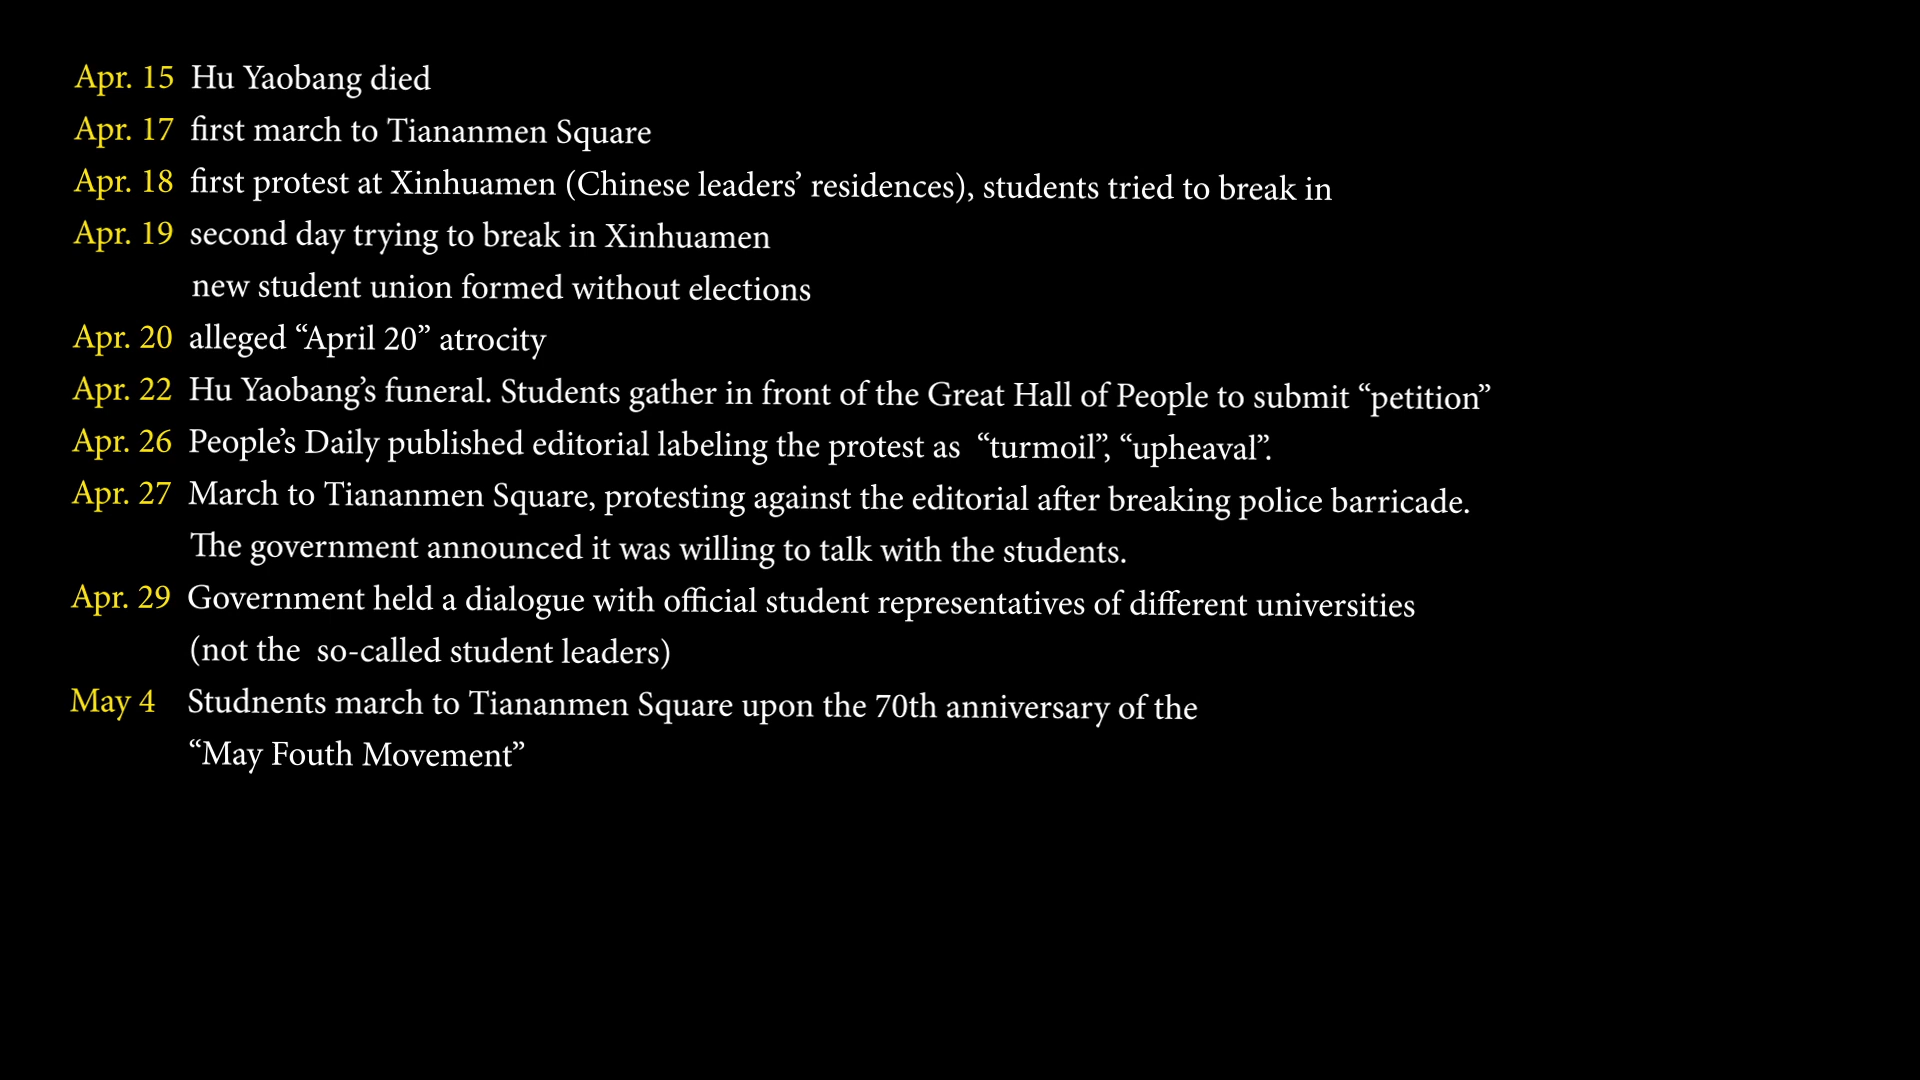 Apr. 15 Hu Yaobang died
Apr. 17 first march to Tiananmen Square
Apr. 18 first protest at Xinhuamen (Chinese leaders’ residences), students tried to break in
Apr. 19 second day trying to break in Xinhuamen
new student union formed without elections
Apr. 20 alleged “April 20” atrocity
Apr. 22 Hu Yaobang’s funeral. Students gather in front of the Great Hall of People to submit “petition”
Apr. 26 People’s Daily published editorial labeling the protest as “turmoil”, “upheaval”.
Apr. 27 March to Tiananmen Square, protesting against the editorial after breaking police barricade.
The government announced it was willing to talk with the students.
Apr. 29 Government held a dialogue with official student representatives of different universities
(not the so-called student leaders)
May 4 Studnents march to Tiananmen Square upon the 70th anniversary of the
“May Fouth Movement”